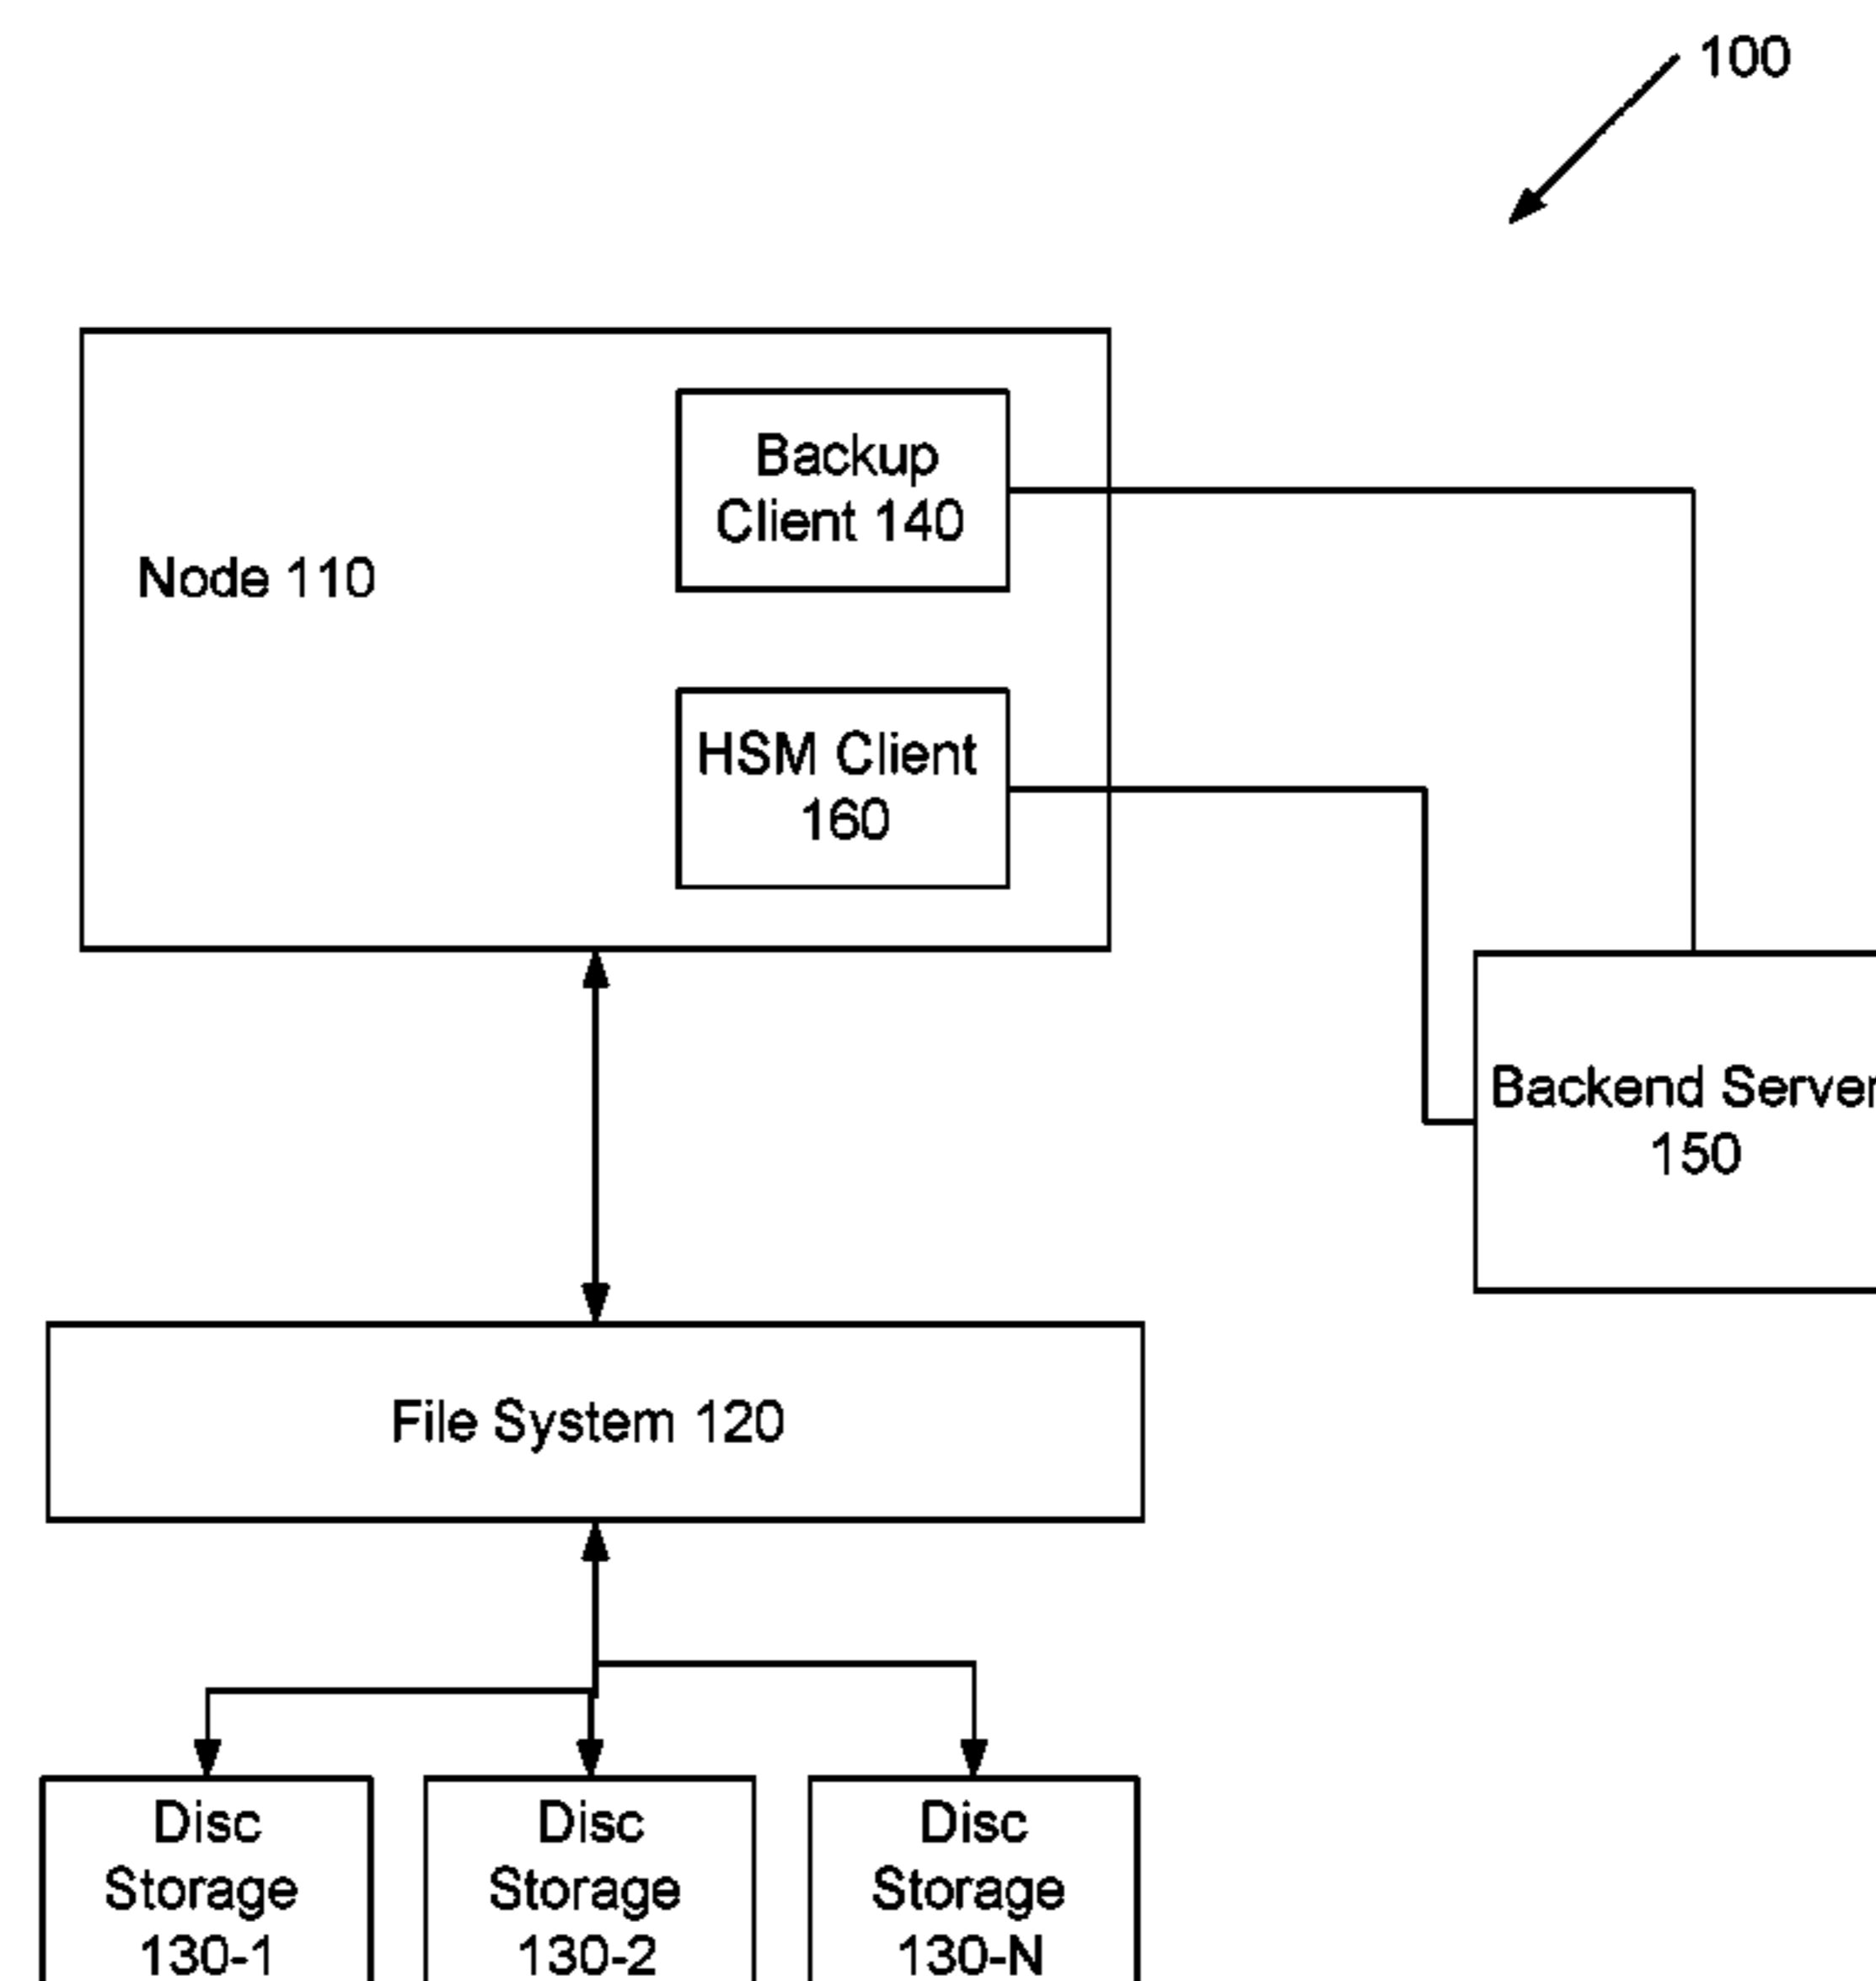 100
Backup
Client 140
Node 110
HSM Client
160
Backend Server
150
File System 120
Disc
Storage
130-1
Disc
Storage
130-2
Disc
Storage
130-N